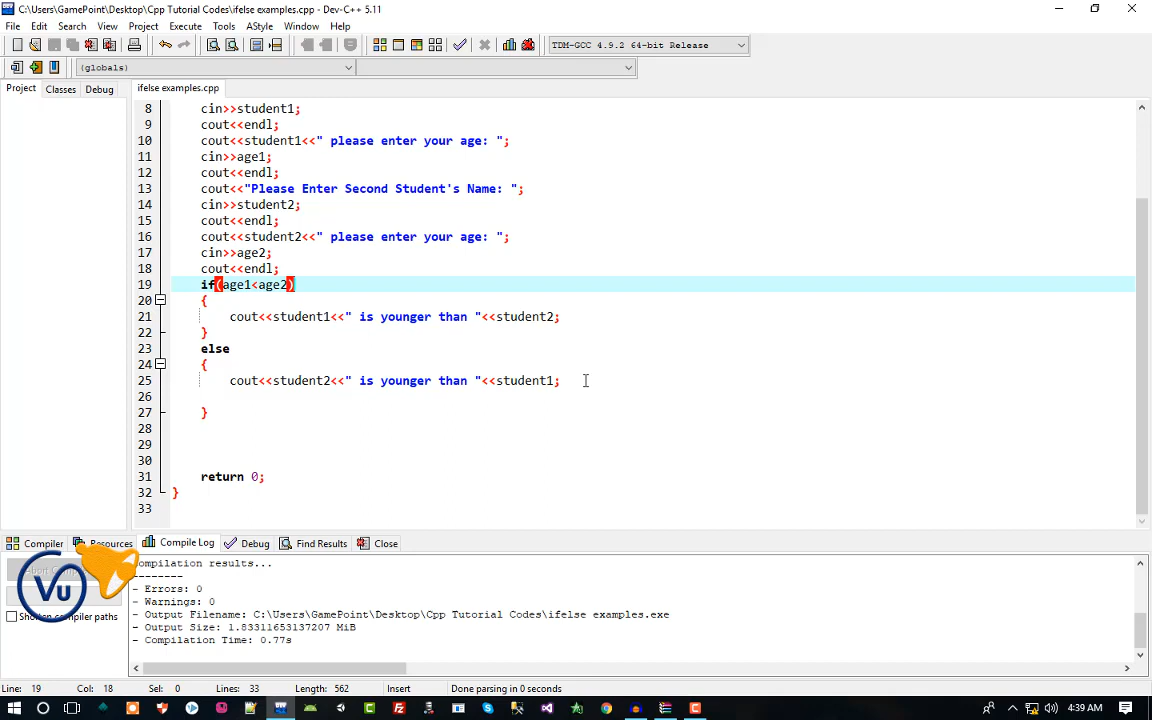 C:\Users\GamePoint\Desktop\Cpp Tutorial Codes\ifelse examples.cpp - Dev-C++ 5.11
File Edit Search View Project Execute Tools AStyle Window Help
TDM-GCC 4.9.2 64-bit Release
(globals)
Project Classes Debug
ifelse examples.cpp
8 cin>>student1;
9 cout<<endl;
10 cout<<student1<<" please enter your age: ";
11 cin>>age1;
12 cout<<endl;
13 cout<<"Please Enter Second Student's Name: ";
14 cin>>student2;
15 cout<<endl;
16 cout<<student2<<" please enter your age: ";
17 cin>>age2;
18 cout<<endl;
19 if(age1<age2)
20 {
21 cout<<student1<<" is younger than "<<student2;
22 }
23 else
24 {
25 cout<<student2<<" is younger than "<<student1;
26
27 }
28
29
30
31 return 0;
32 }
33
Compiler Resources Compile Log Debug Find Results Close
Compilation results...
--------
- Errors: 0
- Warnings: 0
- Output Filename: C:\Users\GamePoint\Desktop\Cpp Tutorial Codes\ifelse examples.exe
- Output Size: 1.83311653137207 MiB
- Compilation Time: 0.77s
Vu
compiler paths
Line: 19 Col: 18 Sel: 0 Lines: 33 Length: 562 Insert Done parsing in 0 seconds
4:39 AM